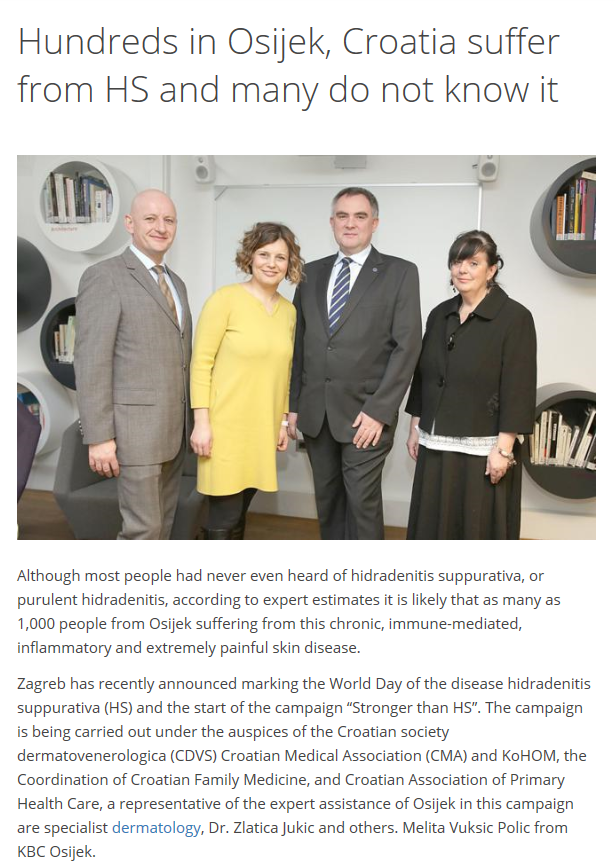 Hundreds in Osijek, Croatia suffer
from HS and many do not know it
Although most people had never even heard of hidradenitis suppurativa, or
purulent hidradenitis, according to expert estimates it is likely that as many as
1,000 people from Osijek suffering from this chronic, immune-mediated,
inflammatory and extremely painful skin disease.
Zagreb has recently announced marking the World Day of the disease hidradenitis
suppurativa (HS) and the start of the campaign “Stronger than HS”. The campaign
is being carried out under the auspices of the Croatian society
dermatovenerologica (CDVS) Croatian Medical Association (CMA) and KoHOM, the
Coordination of Croatian Family Medicine, and Croatian Association of Primary
Health Care, a representative of the expert assistance of Osijek in this campaign
are specialist dermatology, Dr. Zlatica Jukic and others. Melita Vuksic Polic from
KBC Osijek.